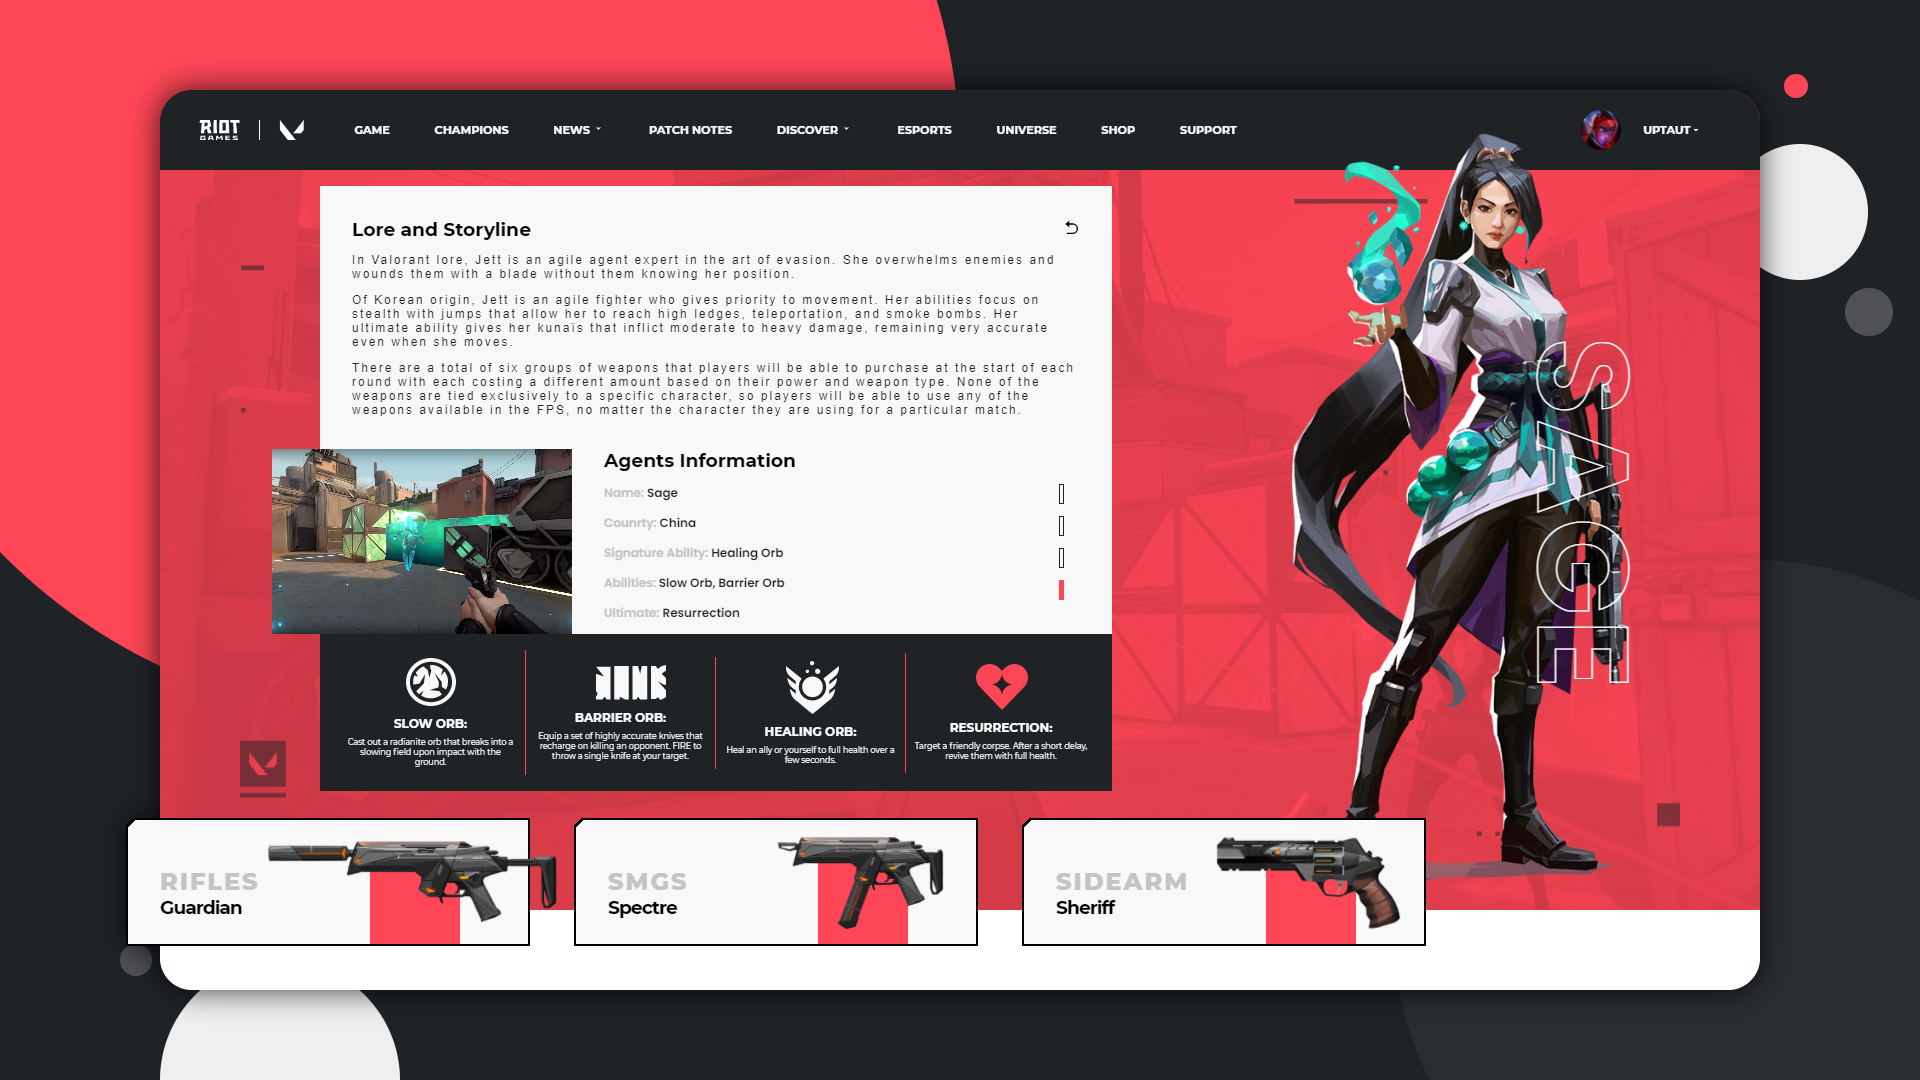 RIOT GAMES
GAME
CHAMPIONS
NEWS
PATCH NOTES
DISCOVER
ESPORTS
UNIVERSE
SHOP
SUPPORT
UPTAUT
Lore and Storyline
In Valorant lore, Jett is an agile agent expert in the art of evasion. She overwhelms enemies and
wounds them with a blade without them knowing her position.
Of Korean origin, Jett is an agile fighter who gives priority to movement. Her abilities focus on
stealth with jumps that allow her to reach high ledges, teleportation, and smoke bombs. Her
ultimate ability gives her kunaïs that inflict moderate to heavy damage, remaining very accurate
even when she moves.
There are a total of six groups of weapons that players will be able to purchase at the start of each
round with each costing a different amount based on their power and weapon type. None of the
weapons are tied exclusively to a specific character, so players will be able to use any of the
weapons available in the FPS, no matter the character they are using for a particular match.
Agents Information
Name: Sage
Counrty: China
Signature Ability: Healing Orb
Abilities: Slow Orb, Barrier Orb
Ultimate: Resurrection
SLOW ORB:
Cast out a radianite orb that breaks into a
slowing field upon impact with the
ground.
BARRIER ORB:
Equip a set of highly accurate knives that
recharge on killing an opponent. FIRE to
throw a single knife at your target.
HEALING ORB:
Heal an ally or yourself to full health over a
few seconds.
RESURRECTION:
Target a friendly corpse. After a short delay,
revive them with full health.
SAGE
RIFLES
Guardian
SMGS
Spectre
SIDEARM
Sheriff